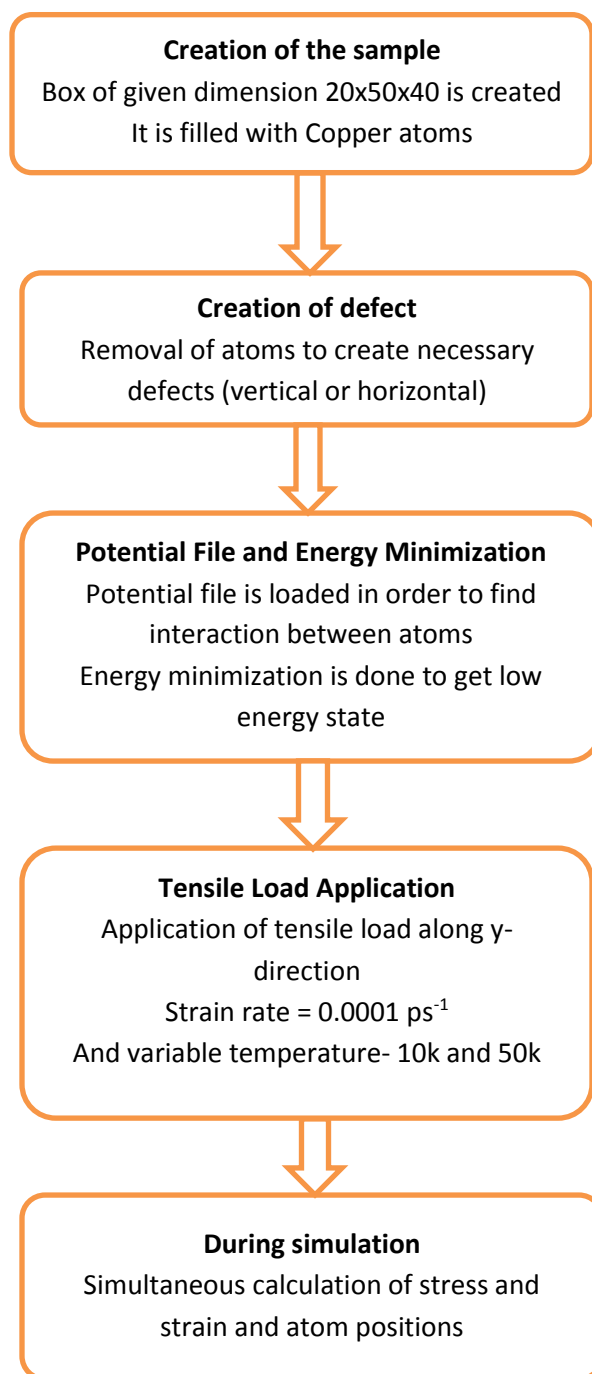 Creation of the sample
Box of given dimension 20x50x40 is created
It is filled with Copper atoms
Creation of defect
Removal of atoms to create necessary
defects (vertical or horizontal)
Potential File and Energy Minimization
Potential file is loaded in order to find
interaction between atoms
Energy minimization is done to get low
energy state
Tensile Load Application
Application of tensile load along y-
direction
Strain rate = 0.0001 ps⁻¹
And variable temperature- 10k and 50k
During simulation
Simultaneous calculation of stress and
strain and atom positions